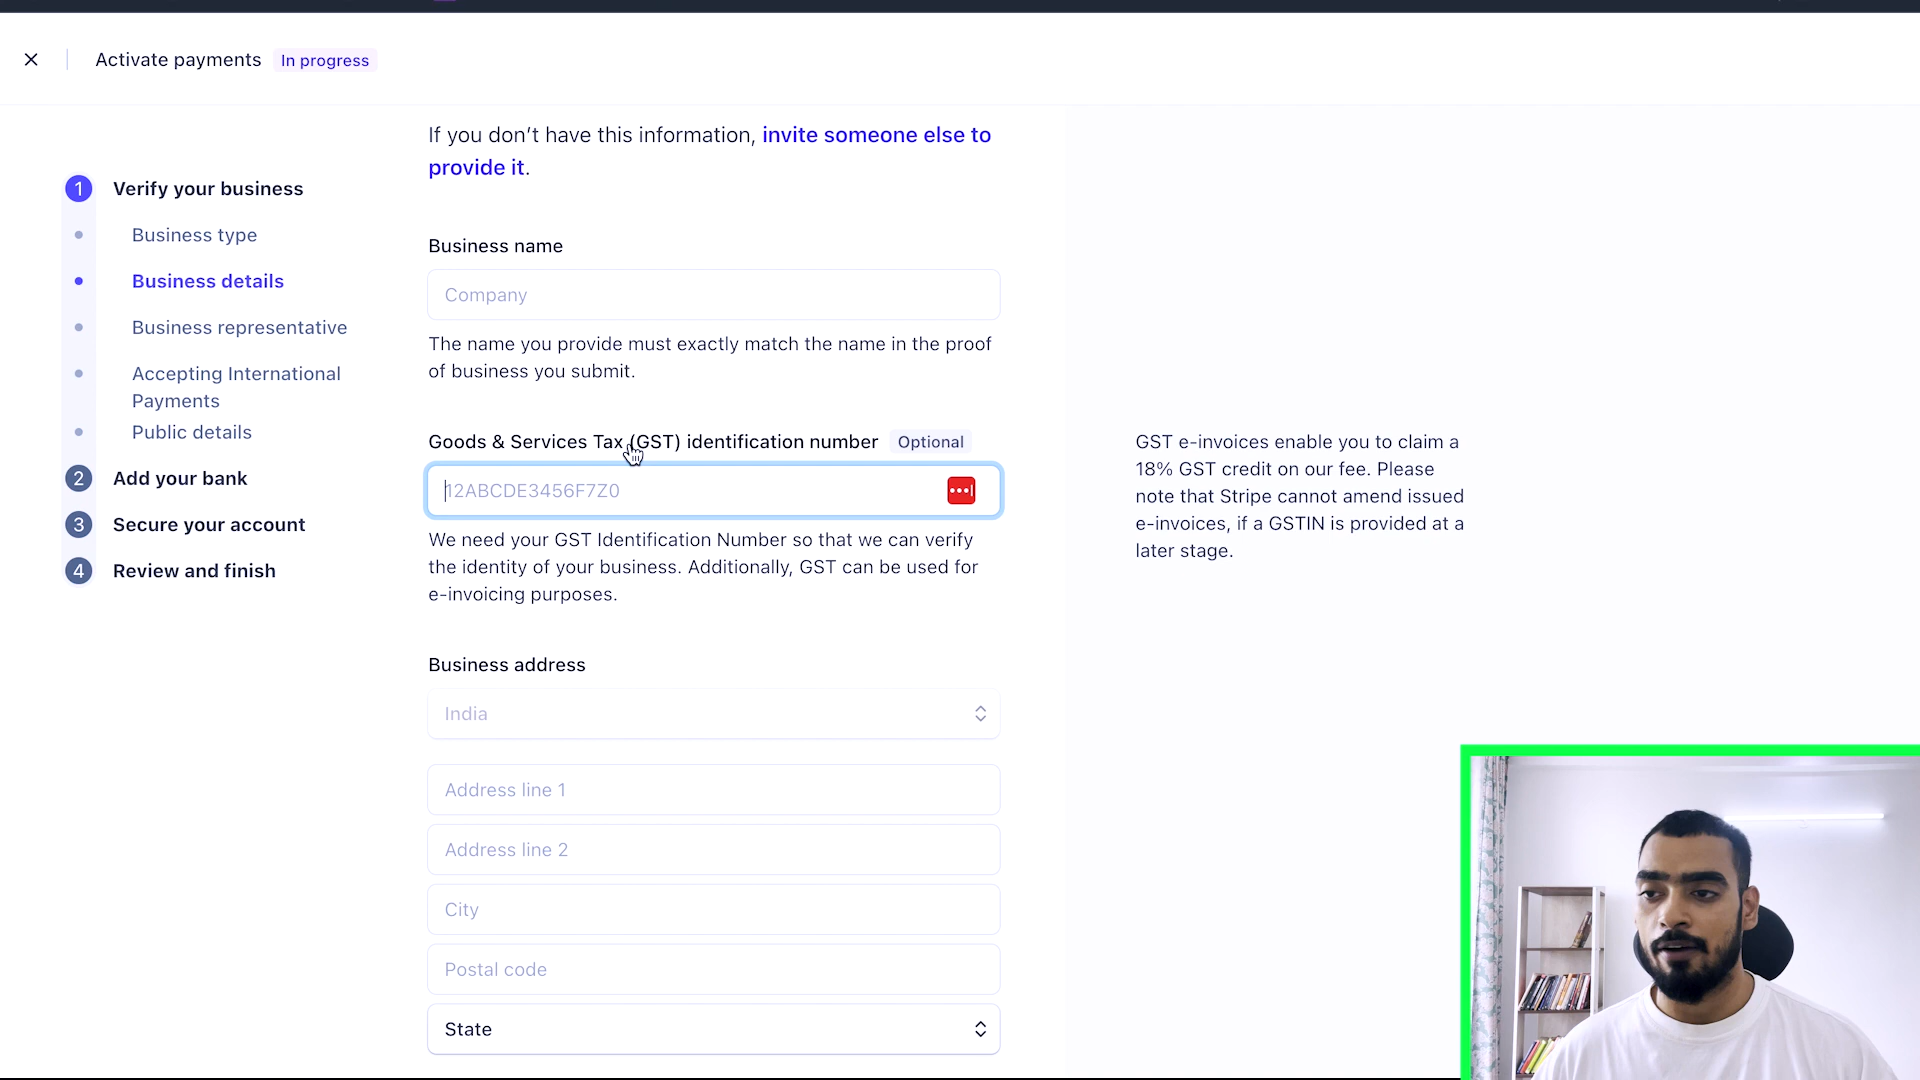 Activate payments In progress
If you don't have this information, invite someone else to
provide it.
1 Verify your business
Business type
Business details
Business representative
Accepting International
Payments
Public details
2 Add your bank
3 Secure your account
4 Review and finish
Business name
Company
The name you provide must exactly match the name in the proof
of business you submit.
Goods & Services Tax (GST) identification number Optional
12ABCDE3456F7Z0
We need your GST Identification Number so that we can verify
the identity of your business. Additionally, GST can be used for
e-invoicing purposes.
GST e-invoices enable you to claim a
18% GST credit on our fee. Please
note that Stripe cannot amend issued
e-invoices, if a GSTIN is provided at a
later stage.
Business address
India
Address line 1
Address line 2
City
Postal code
State